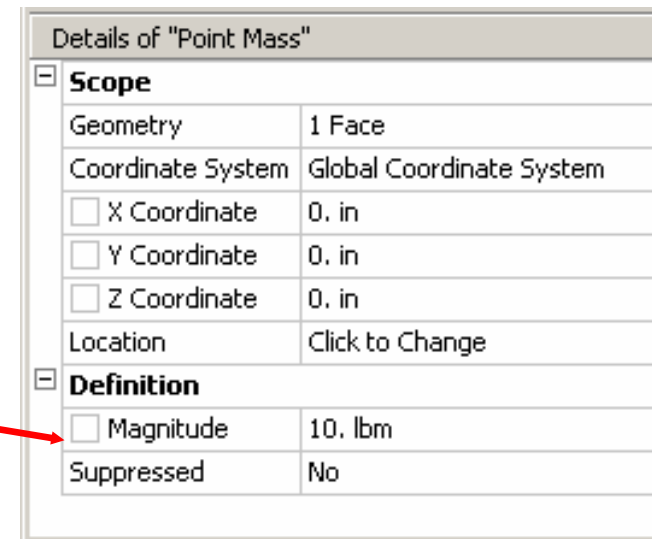 Details of "Point Mass"
Scope
Geometry 1 Face
Coordinate System Global Coordinate System
X Coordinate 0. in
Y Coordinate 0. in
Z Coordinate 0. in
Location Click to Change
Definition
Magnitude 10. lbm
Suppressed No